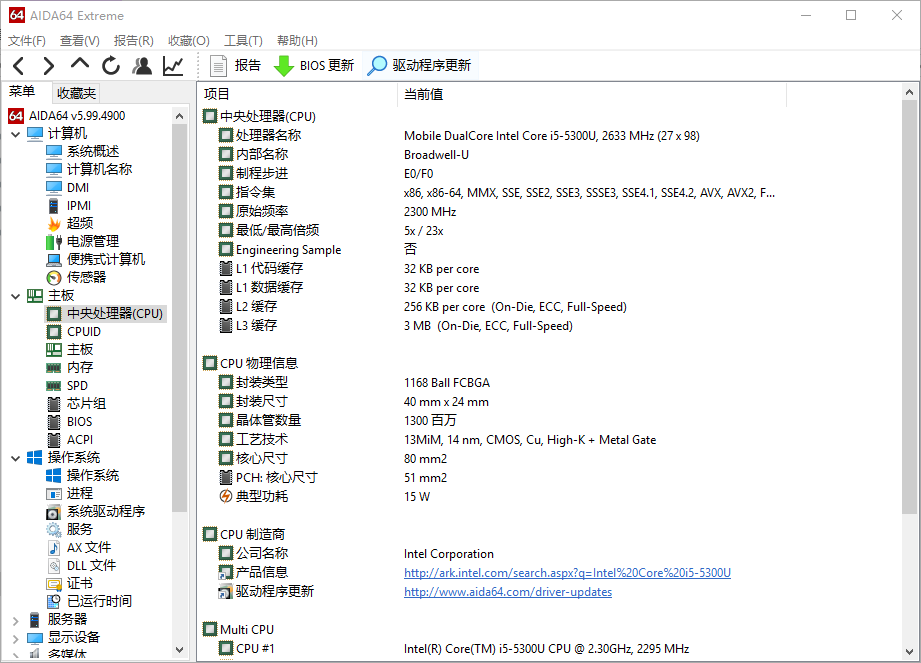 64 AIDA64 Extreme
文件(F) 查看(V) 报告(R) 收藏(O) 工具(T) 帮助(H)
报告 BIOS 更新 驱动程序更新
菜单 收藏夹
64 AIDA64 v5.99.4900
计算机
系统概述
计算机名称
DMI
IPMI
超频
电源管理
便携式计算机
传感器
主板
中央处理器(CPU)
CPUID
主板
内存
SPD
芯片组
BIOS
ACPI
操作系统
操作系统
进程
系统驱动程序
服务
AX 文件
DLL 文件
证书
已运行时间
服务器
显示设备
多媒体
项目 当前值
中央处理器(CPU)
处理器名称 Mobile DualCore Intel Core i5-5300U, 2633 MHz (27 x 98)
内部名称 Broadwell-U
制程步进 E0/F0
指令集 x86, x86-64, MMX, SSE, SSE2, SSE3, SSSE3, SSE4.1, SSE4.2, AVX, AVX2, F...
原始频率 2300 MHz
最低/最高倍频 5x / 23x
Engineering Sample 否
L1 代码缓存 32 KB per core
L1 数据缓存 32 KB per core
L2 缓存 256 KB per core (On-Die, ECC, Full-Speed)
L3 缓存 3 MB (On-Die, ECC, Full-Speed)
CPU 物理信息
封装类型 1168 Ball FCBGA
封装尺寸 40 mm x 24 mm
晶体管数量 1300 百万
工艺技术 13MiM, 14 nm, CMOS, Cu, High-K + Metal Gate
核心尺寸 80 mm2
PCH: 核心尺寸 51 mm2
典型功耗 15 W
CPU 制造商
公司名称 Intel Corporation
产品信息 http://ark.intel.com/search.aspx?q=Intel%20Core%20i5-5300U
驱动程序更新 http://www.aida64.com/driver-updates
Multi CPU
CPU #1 Intel(R) Core(TM) i5-5300U CPU @ 2.30GHz, 2295 MHz